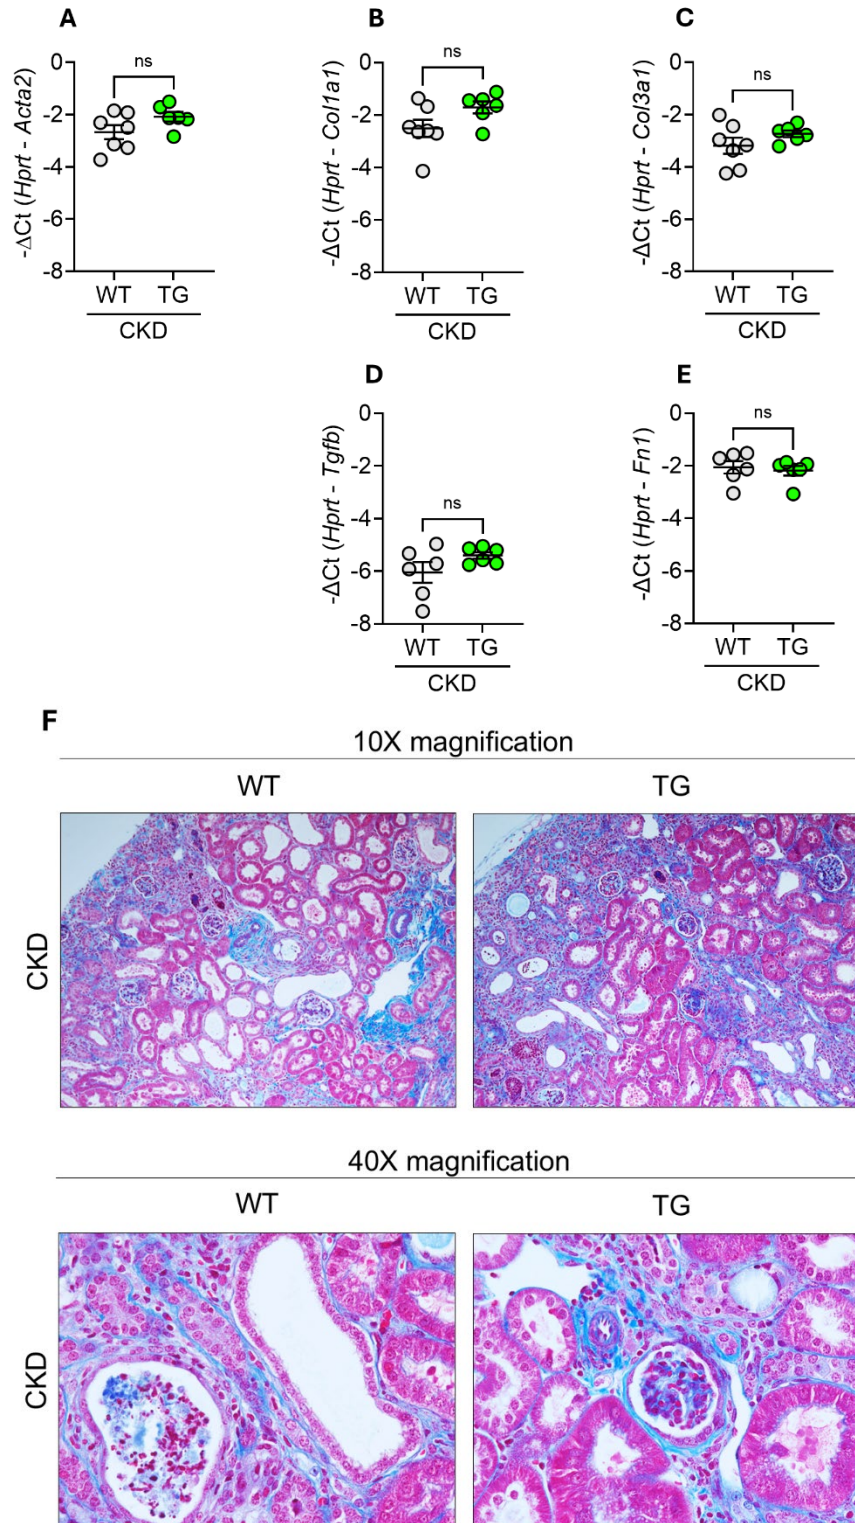 A
-ΔCt (Hprt - Acta2)
0
-2
-4
-6
-8
ns
WT TG
CKD
B
-ΔCt (Hprt - Col1a1)
0
-2
-4
-6
-8
ns
WT TG
CKD
C
-ΔCt (Hprt - Col3a1)
0
-2
-4
-6
-8
ns
WT TG
CKD
D
-ΔCt (Hprt - Tgfb)
0
-2
-4
-6
-8
ns
WT TG
CKD
E
-ΔCt (Hprt - Fn1)
0
-2
-4
-6
-8
ns
WT TG
CKD
F
10X magnification
WT TG
CKD
40X magnification
WT TG
CKD